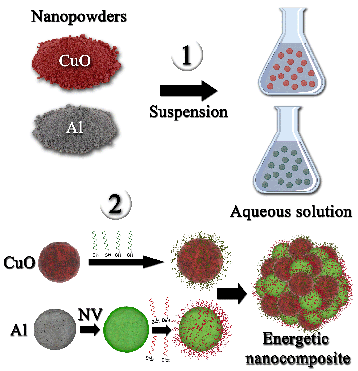 Nanopowders
CuO
1
Suspension
Al
Aqueous solution
2
CuO
Al
NV
Energetic
nanocomposite